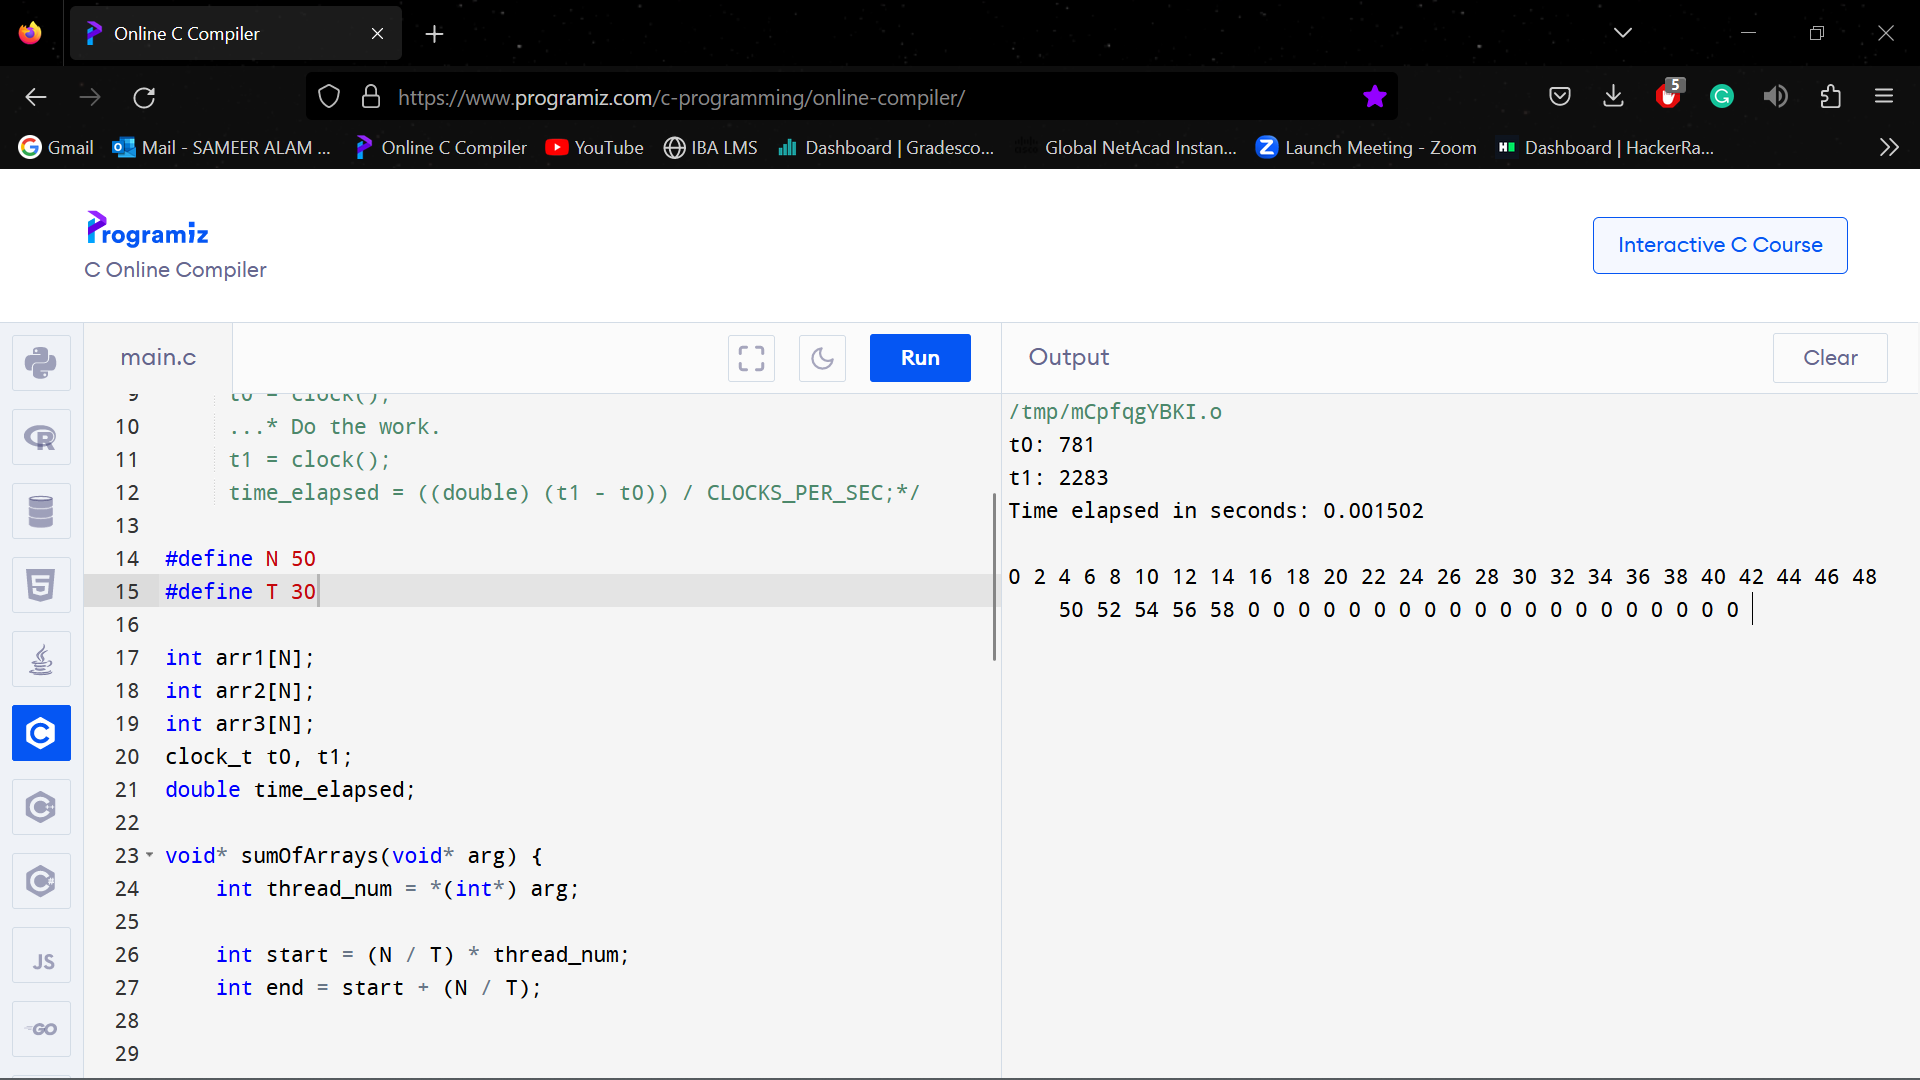 Online C Compiler
https://www.programiz.com/c-programming/online-compiler/
5
Gmail Mail - SAMEER ALAM ... Online C Compiler YouTube IBA LMS Dashboard | Gradesco... Global NetAcad Instan... Launch Meeting - Zoom Dashboard | HackerRa...
Programiz
C Online Compiler
Interactive C Course
main.c
Run
Output
Clear
9 t0 = clock();
10 ...* Do the work.
11 t1 = clock();
12 time_elapsed = ((double) (t1 - t0)) / CLOCKS_PER_SEC;*/
13
14 #define N 50
15 #define T 30
16
17 int arr1[N];
18 int arr2[N];
19 int arr3[N];
20 clock_t t0, t1;
21 double time_elapsed;
22
23 void* sumOfArrays(void* arg) {
24 int thread_num = *(int*) arg;
25
26 int start = (N / T) * thread_num;
27 int end = start + (N / T);
28
29
/tmp/mCpfqgYBKI.o
t0: 781
t1: 2283
Time elapsed in seconds: 0.001502
0 2 4 6 8 10 12 14 16 18 20 22 24 26 28 30 32 34 36 38 40 42 44 46 48
50 52 54 56 58 0 0 0 0 0 0 0 0 0 0 0 0 0 0 0 0 0 0 0 0
R
5
C
C
C
JS
GO